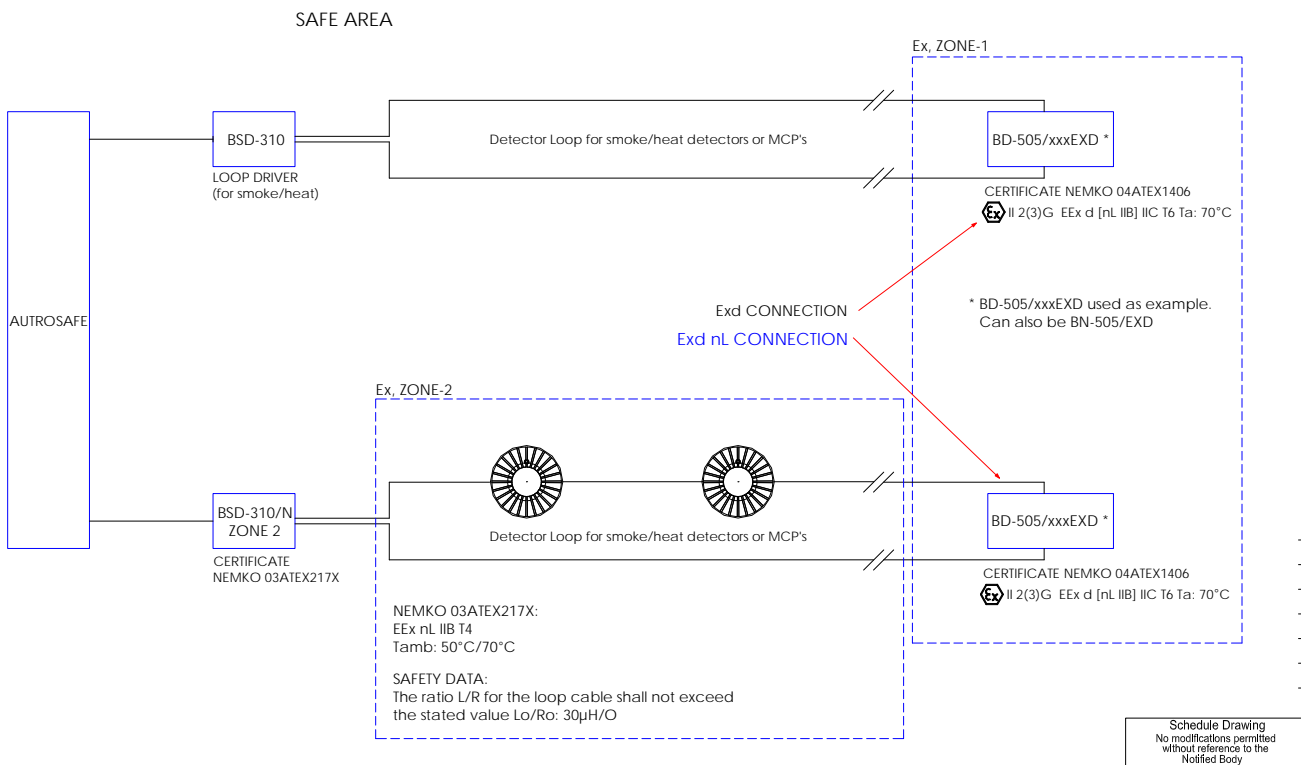 SAFE AREA
Ex, ZONE-1
BSD-310
LOOP DRIVER
(for smoke/heat)
Detector Loop for smoke/heat detectors or MCP's
BD-505/xxxEXD *
CERTIFICATE NEMKO 04ATEX1406
Ex II 2(3)G EEx d [nL IIB] IIC T6 Ta: 70°C
AUTROSAFE
Exd CONNECTION
Exd nL CONNECTION
* BD-505/xxxEXD used as example.
Can also be BN-505/EXD
Ex, ZONE-2
BSD-310/N
ZONE 2
CERTIFICATE
NEMKO 03ATEX217X
Detector Loop for smoke/heat detectors or MCP's
BD-505/xxxEXD *
CERTIFICATE NEMKO 04ATEX1406
Ex II 2(3)G EEx d [nL IIB] IIC T6 Ta: 70°C
NEMKO 03ATEX217X:
EEx nL IIB T4
Tamb: 50°C/70°C
SAFETY DATA:
The ratio L/R for the loop cable shall not exceed
the stated value Lo/Ro: 30µH/O
Schedule Drawing
No modifications permitted
without reference to the
Notified Body